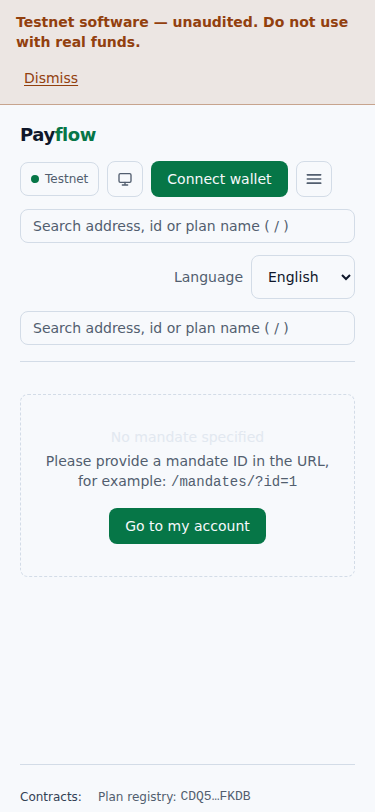 Testnet software — unaudited. Do not use
with real funds.
Dismiss
Payflow
Testnet
Connect wallet
Search address, id or plan name ( / )
Language
English
Search address, id or plan name ( / )
No mandate specified
Please provide a mandate ID in the URL,
for example: /mandates/?id=1
Go to my account
Contracts: Plan registry: CDQ5…FKDB